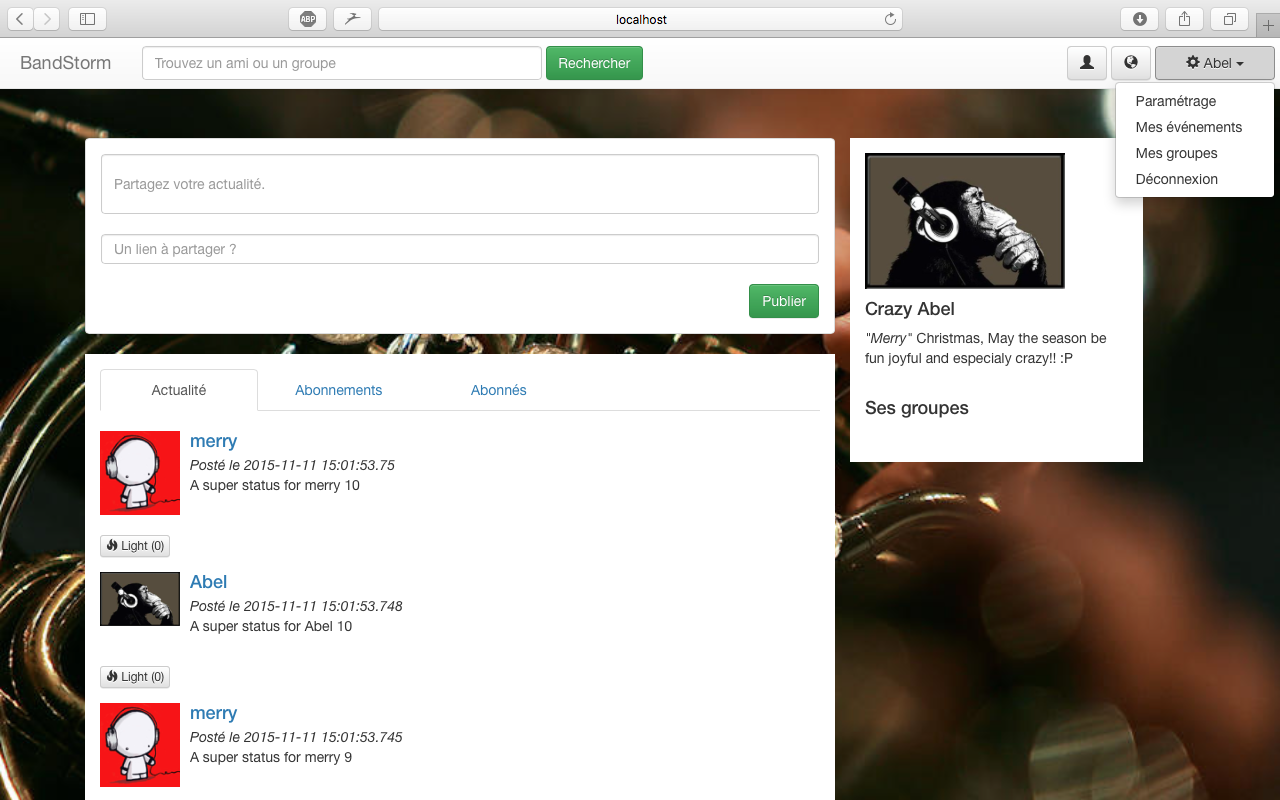 localhost
ABP
BandStorm
Trouvez un ami ou un groupe
Rechercher
Abel
Paramétrage
Mes événements
Mes groupes
Déconnexion
Partagez votre actualité.
Un lien à partager ?
Publier
Crazy Abel
"Merry" Christmas, May the season be
fun joyful and especialy crazy!! :P
Ses groupes
Actualité Abonnements Abonnés
merry
Posté le 2015-11-11 15:01:53.75
A super status for merry 10
Light (0)
Abel
Posté le 2015-11-11 15:01:53.748
A super status for Abel 10
Light (0)
merry
Posté le 2015-11-11 15:01:53.745
A super status for merry 9